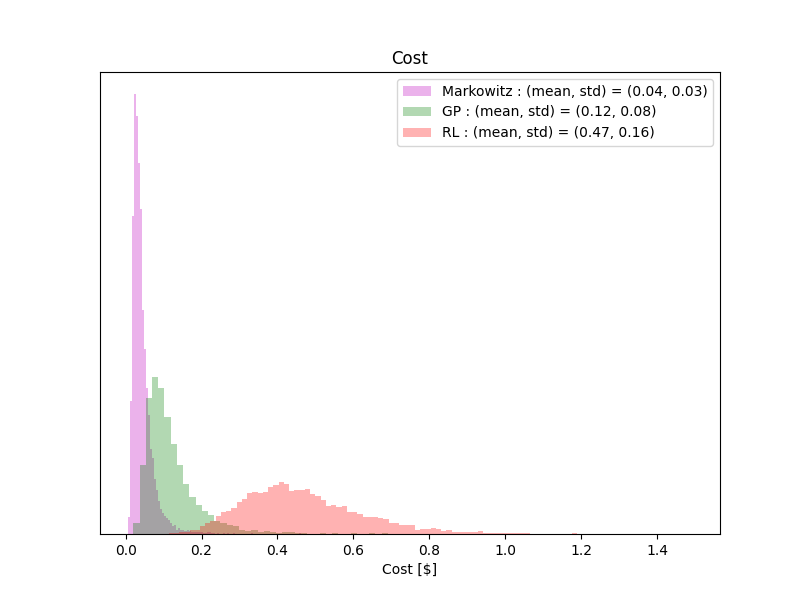 Cost
Markowitz : (mean, std) = (0.04, 0.03)
GP : (mean, std) = (0.12, 0.08)
RL : (mean, std) = (0.47, 0.16)
0.0 0.2 0.4 0.6 0.8 1.0 1.2 1.4
Cost [$]